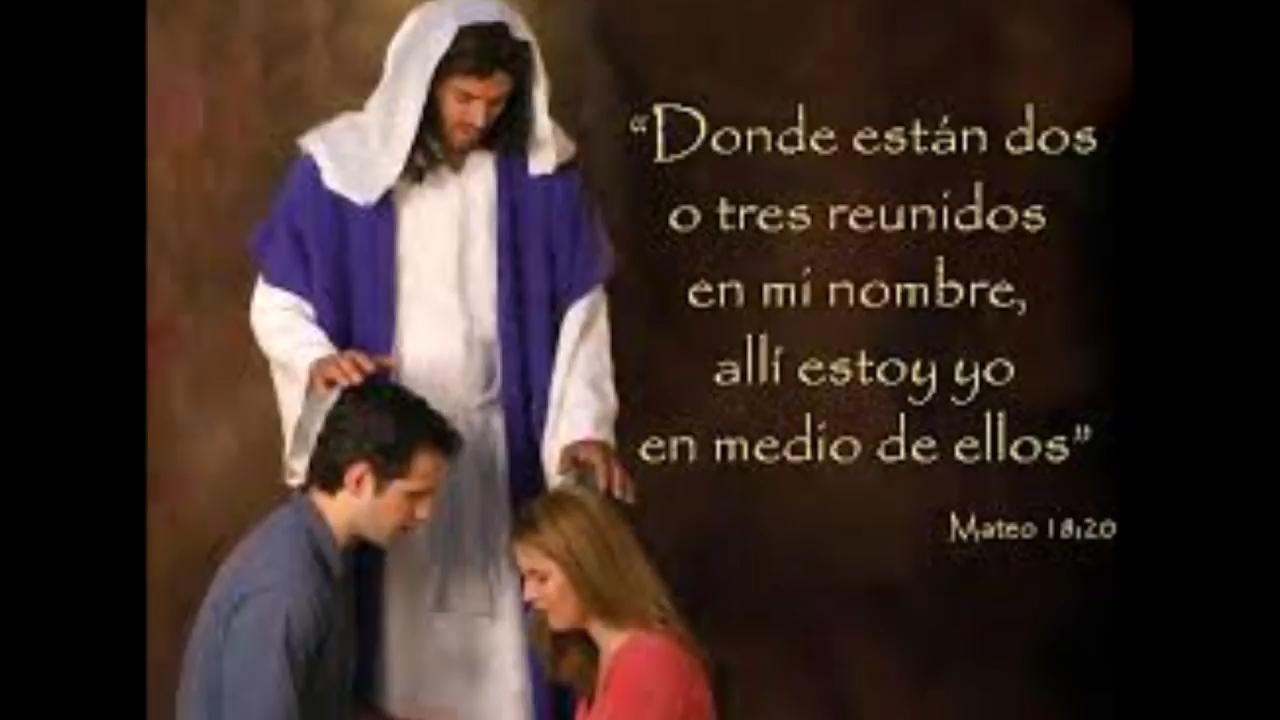 “Donde están dos
o tres reunidos
en mi nombre,
allí estoy yo
en medio de ellos”
Mateo 18:20